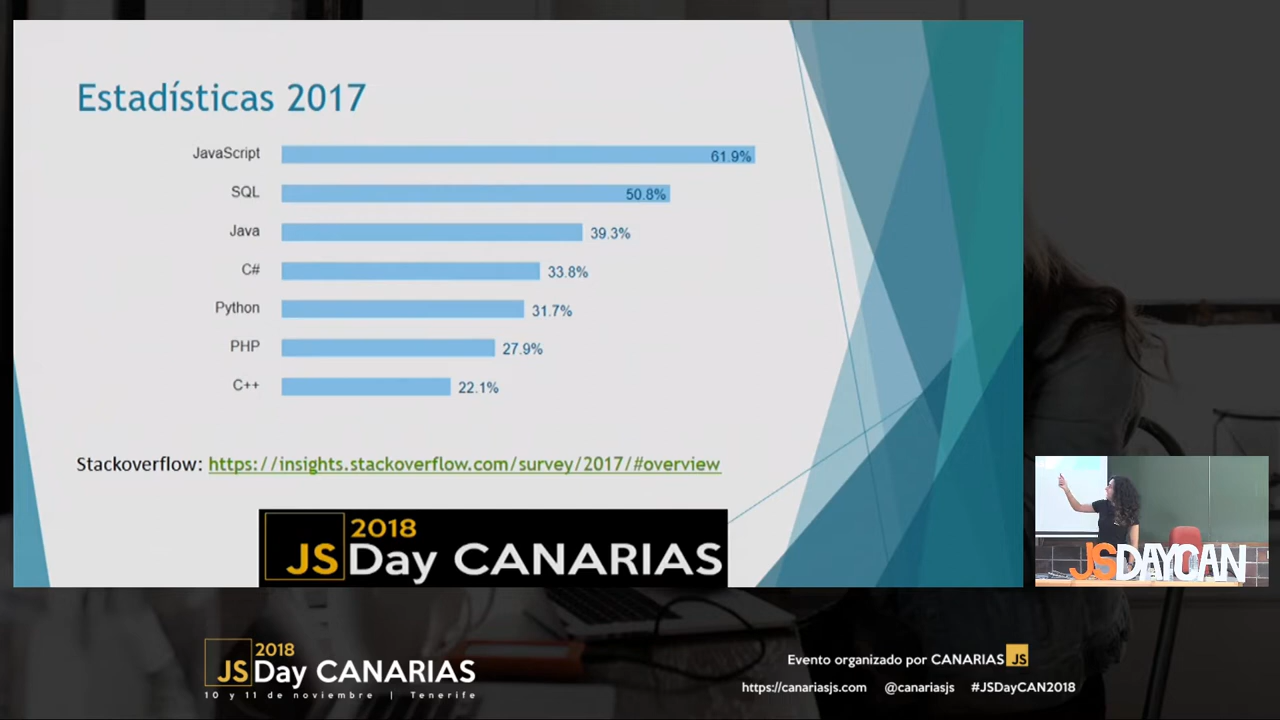 Estadísticas 2017
JavaScript 61.9%
SQL 50.8%
Java 39.3%
C# 33.8%
Python 31.7%
PHP 27.9%
C++ 22.1%
Stackoverflow: https://insights.stackoverflow.com/survey/2017/#overview
2018
JS Day CANARIAS
JSDAYCAN
2018
JS Day CANARIAS
10 y 11 de noviembre | Tenerife
Evento organizado por CANARIAS JS
https://canariasjs.com @canariasjs #JSDayCAN2018